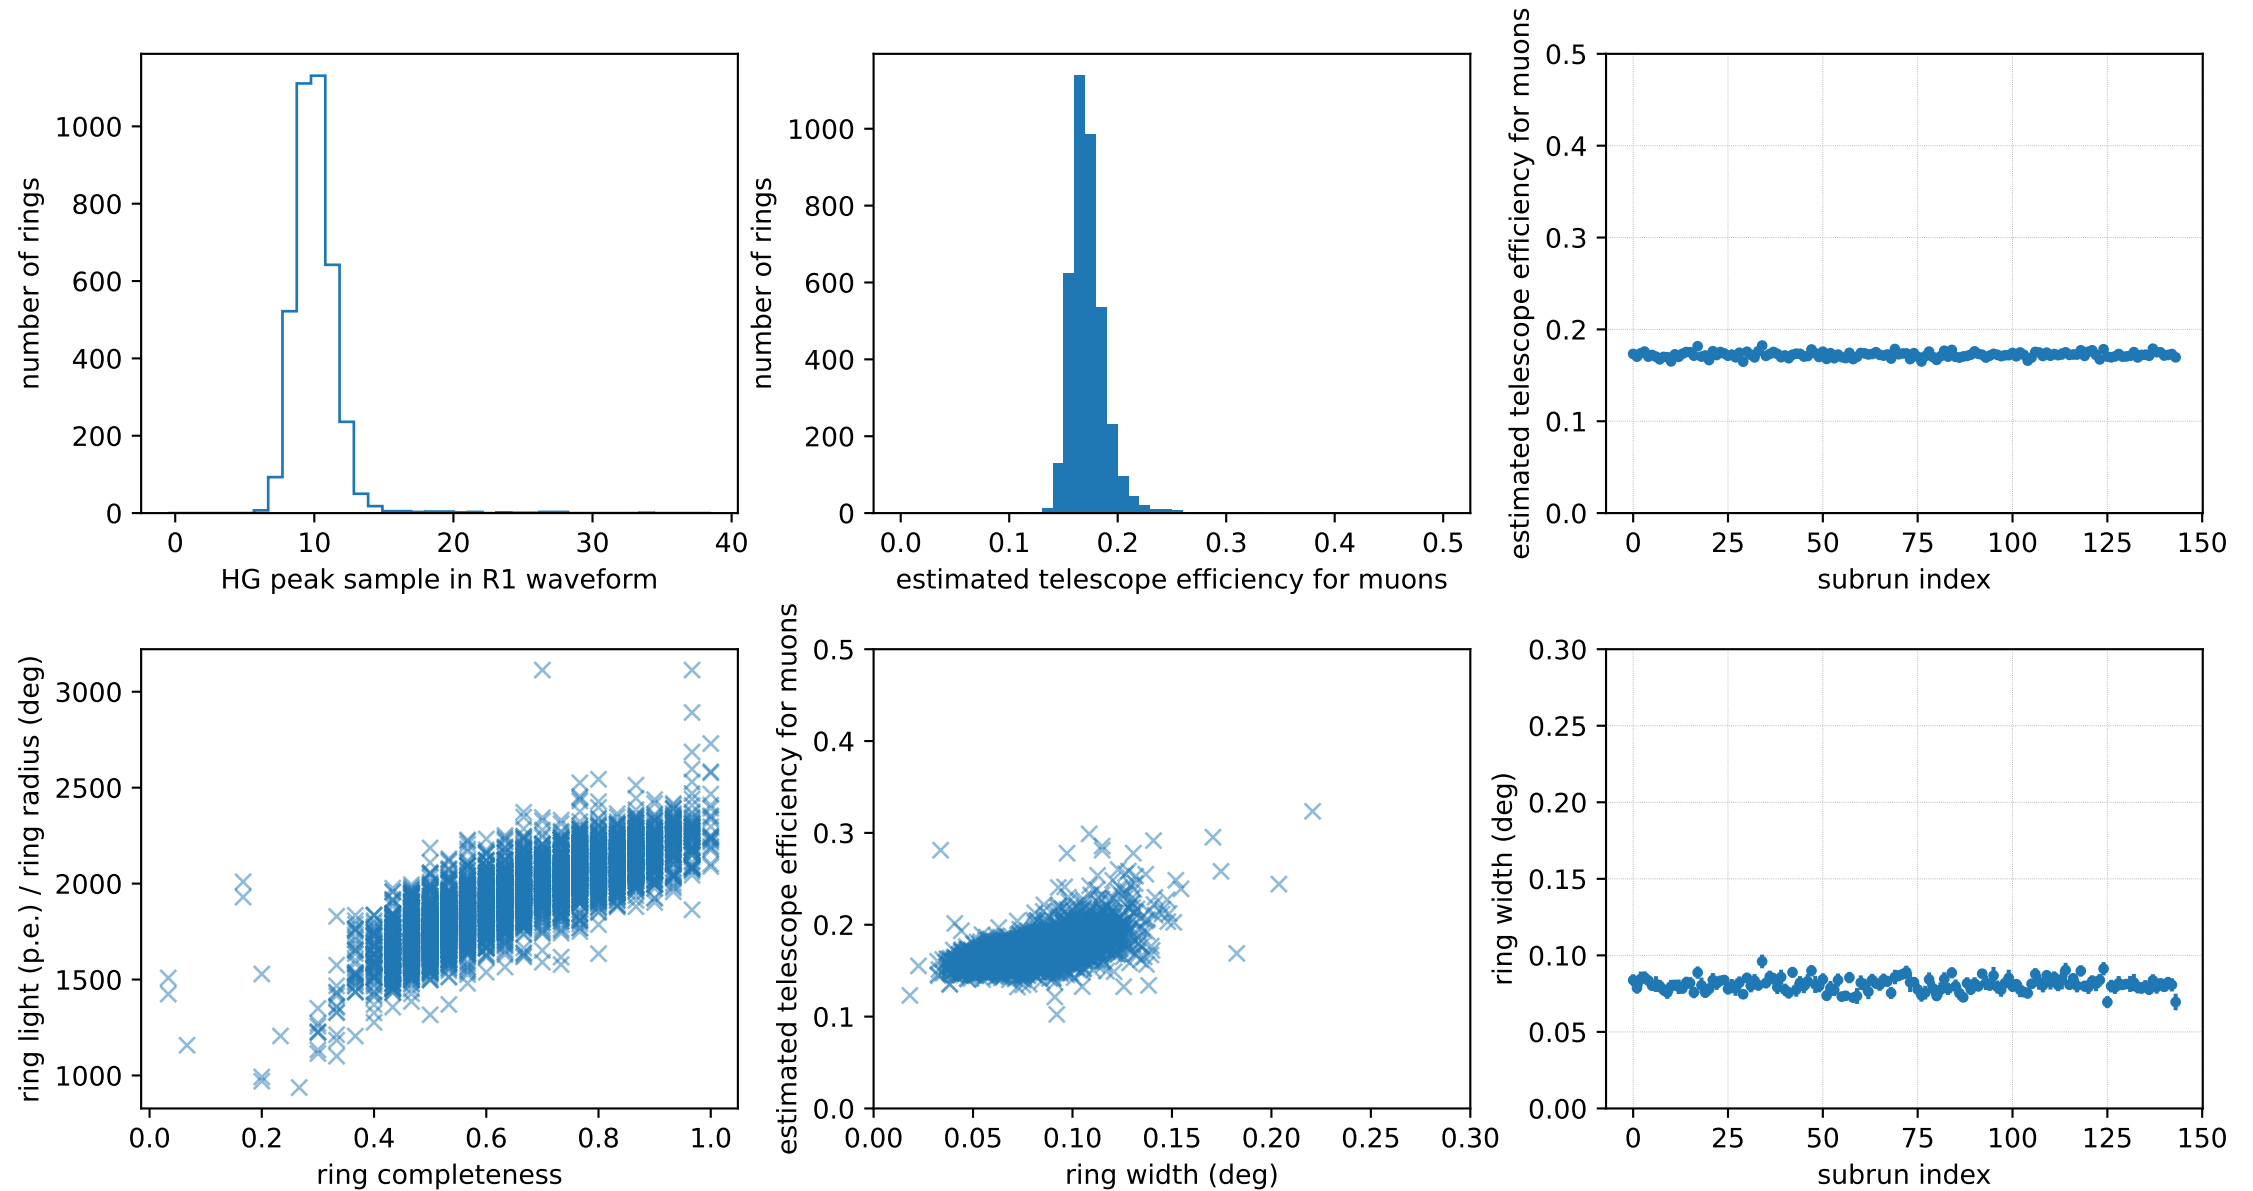 number of rings
1000
800
600
400
200
0
0 10 20 30 40
HG peak sample in R1 waveform
number of rings
1000
800
600
400
200
0
0.0 0.1 0.2 0.3 0.4 0.5
estimated telescope efficiency for muons
estimated telescope efficiency for muons
0.5
0.4
0.3
0.2
0.1
0.0
0 25 50 75 100 125 150
subrun index
ring light (p.e.) / ring radius (deg)
3000
2500
2000
1500
1000
0.0 0.2 0.4 0.6 0.8 1.0
ring completeness
estimated telescope efficiency for muons
0.5
0.4
0.3
0.2
0.1
0.0
0.00 0.05 0.10 0.15 0.20 0.25 0.30
ring width (deg)
ring width (deg)
0.30
0.25
0.20
0.15
0.10
0.05
0.00
0 25 50 75 100 125 150
subrun index